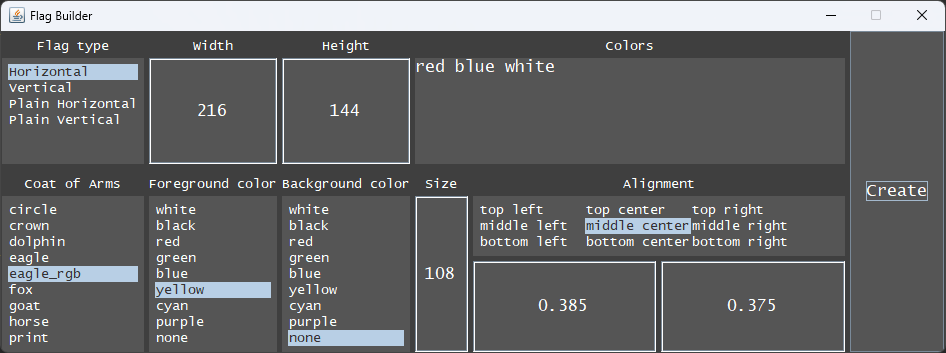 Flag Builder
Flag type
Width
Height
Colors
Horizontal
Vertical
Plain Horizontal
Plain Vertical
216
144
red blue white
Coat of Arms
Foreground color
Background color
Size
Alignment
circle
crown
dolphin
eagle
eagle_rgb
fox
goat
horse
print
white
black
red
green
blue
yellow
cyan
purple
none
white
black
red
green
blue
yellow
cyan
purple
none
108
top left top center top right
middle left middle center middle right
bottom left bottom center bottom right
0.385
0.375
Create